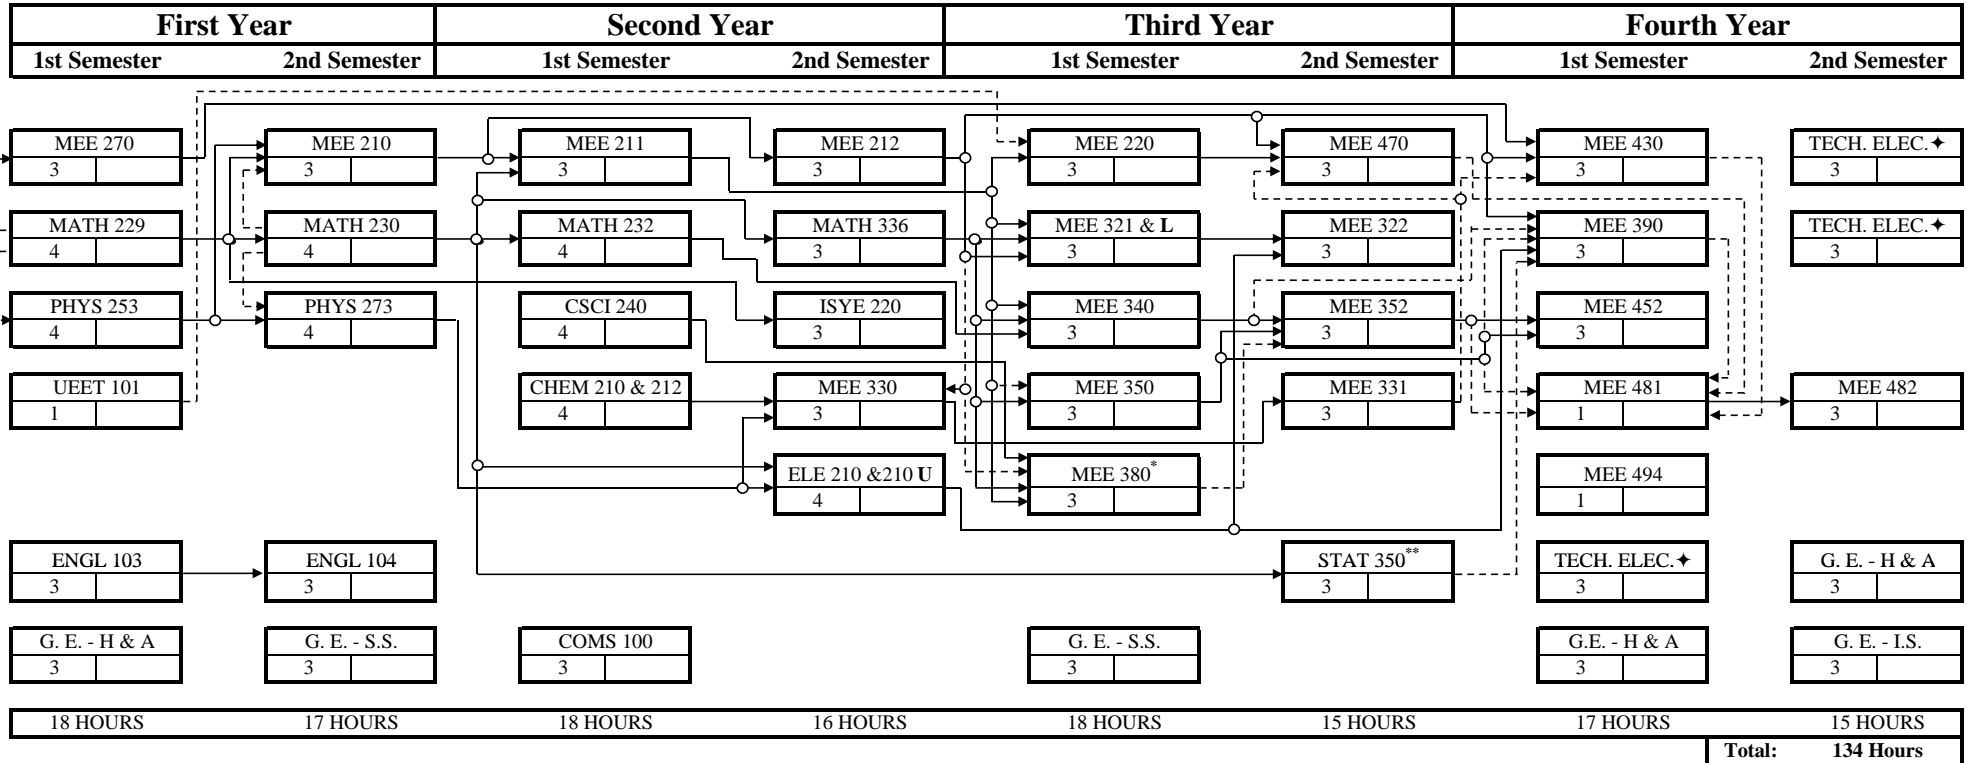 First Year Second Year Third Year Fourth Year
1st Semester 2nd Semester 1st Semester 2nd Semester 1st Semester 2nd Semester 1st Semester 2nd Semester
MEE 270 MEE 210 MEE 211 MEE 212 MEE 220 MEE 470 MEE 430 TECH. ELEC.✦
3 3 3 3 3 3 3 3
MATH 229 MATH 230 MATH 232 MATH 336 MEE 321 & L MEE 322 MEE 390 TECH. ELEC.✦
4 4 4 3 3 3 3 3
PHYS 253 PHYS 273 CSCI 240 ISYE 220 MEE 340 MEE 352 MEE 452
4 4 4 3 3 3 3
UEET 101 CHEM 210 & 212 MEE 330 MEE 350 MEE 331 MEE 481 MEE 482
1 4 3 3 3 1 3
ELE 210 &210 U MEE 380* MEE 494
4 3 1
ENGL 103 ENGL 104 STAT 350** TECH. ELEC.✦ G. E. - H & A
3 3 3 3 3
G. E. - H & A G. E. - S.S. COMS 100 G. E. - S.S. G.E. - H & A G. E. - I.S.
3 3 3 3 3 3
18 HOURS 17 HOURS 18 HOURS 16 HOURS 18 HOURS 15 HOURS 17 HOURS 15 HOURS
Total: 134 Hours